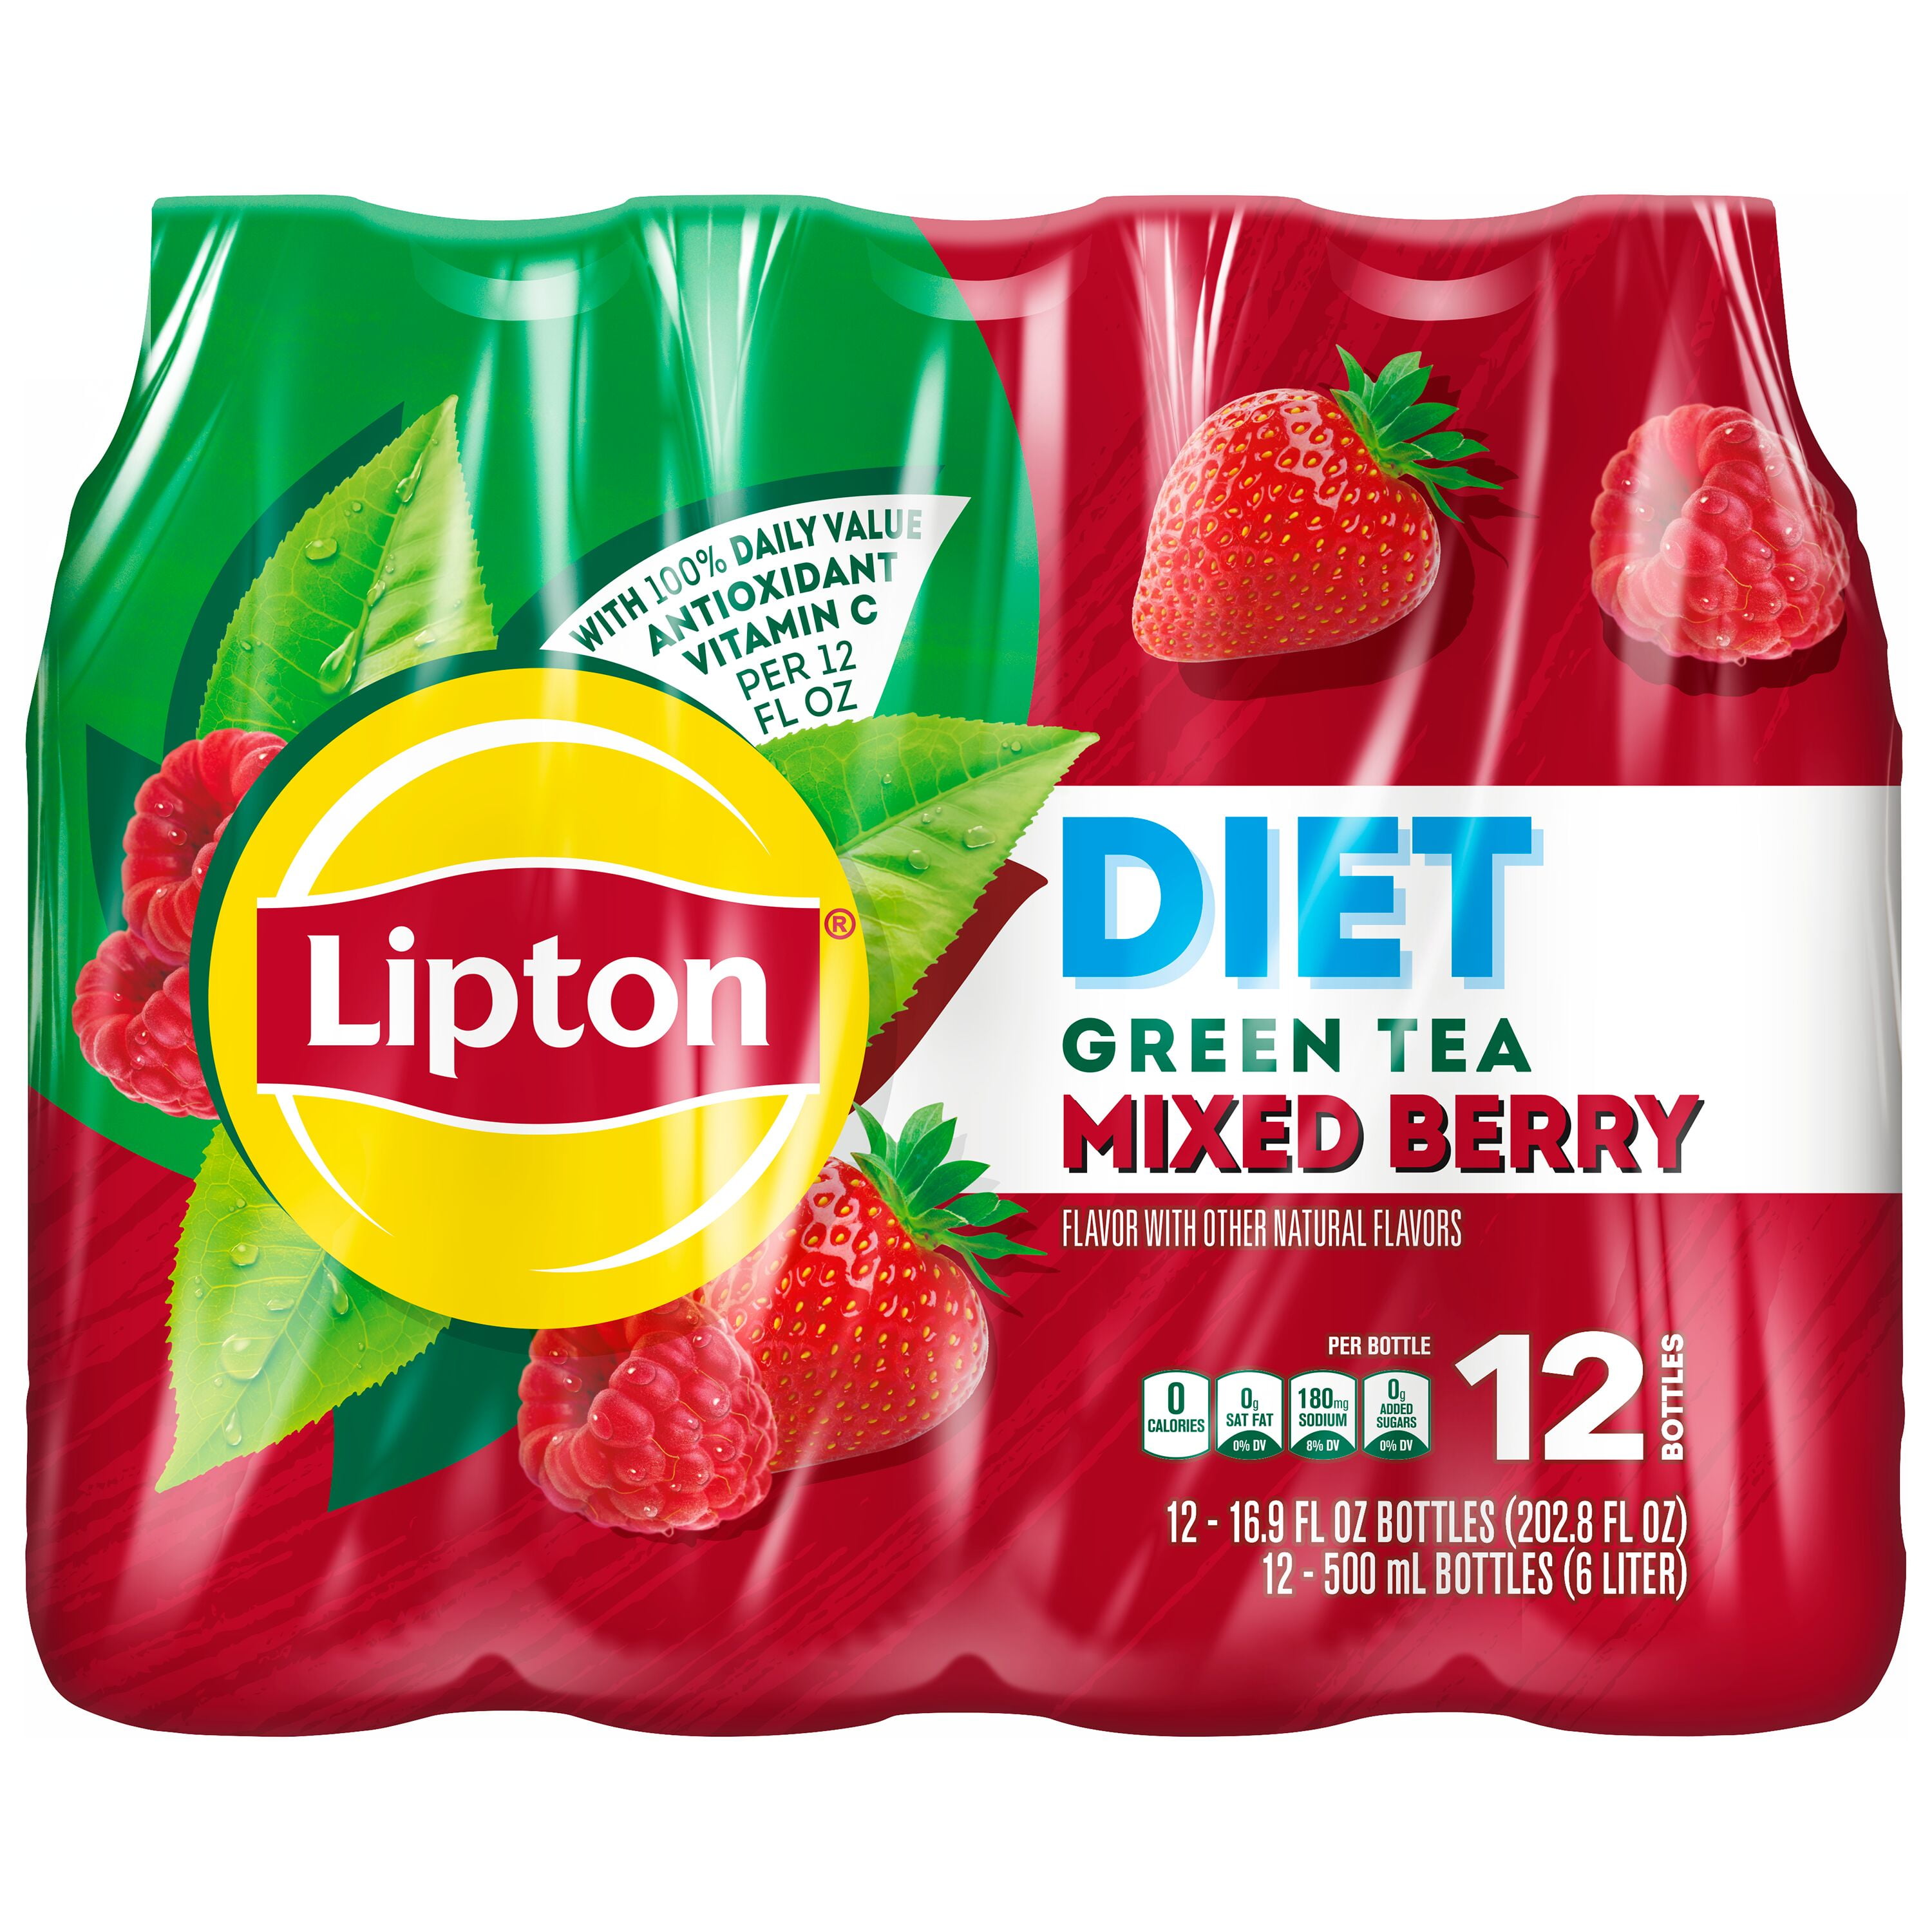 WITH 100% DAILY VALUE
ANTIOXIDANT
VITAMIN C
PER 12
FL OZ
Lipton®
DIET
GREEN TEA
MIXED BERRY
FLAVOR WITH OTHER NATURAL FLAVORS
PER BOTTLE
0
CALORIES
0g
SAT FAT
0% DV
180mg
SODIUM
8% DV
0g
ADDED
SUGARS
0% DV
12
BOTTLES
12 - 16.9 FL OZ BOTTLES (202.8 FL OZ)
12 - 500 mL BOTTLES (6 LITER)